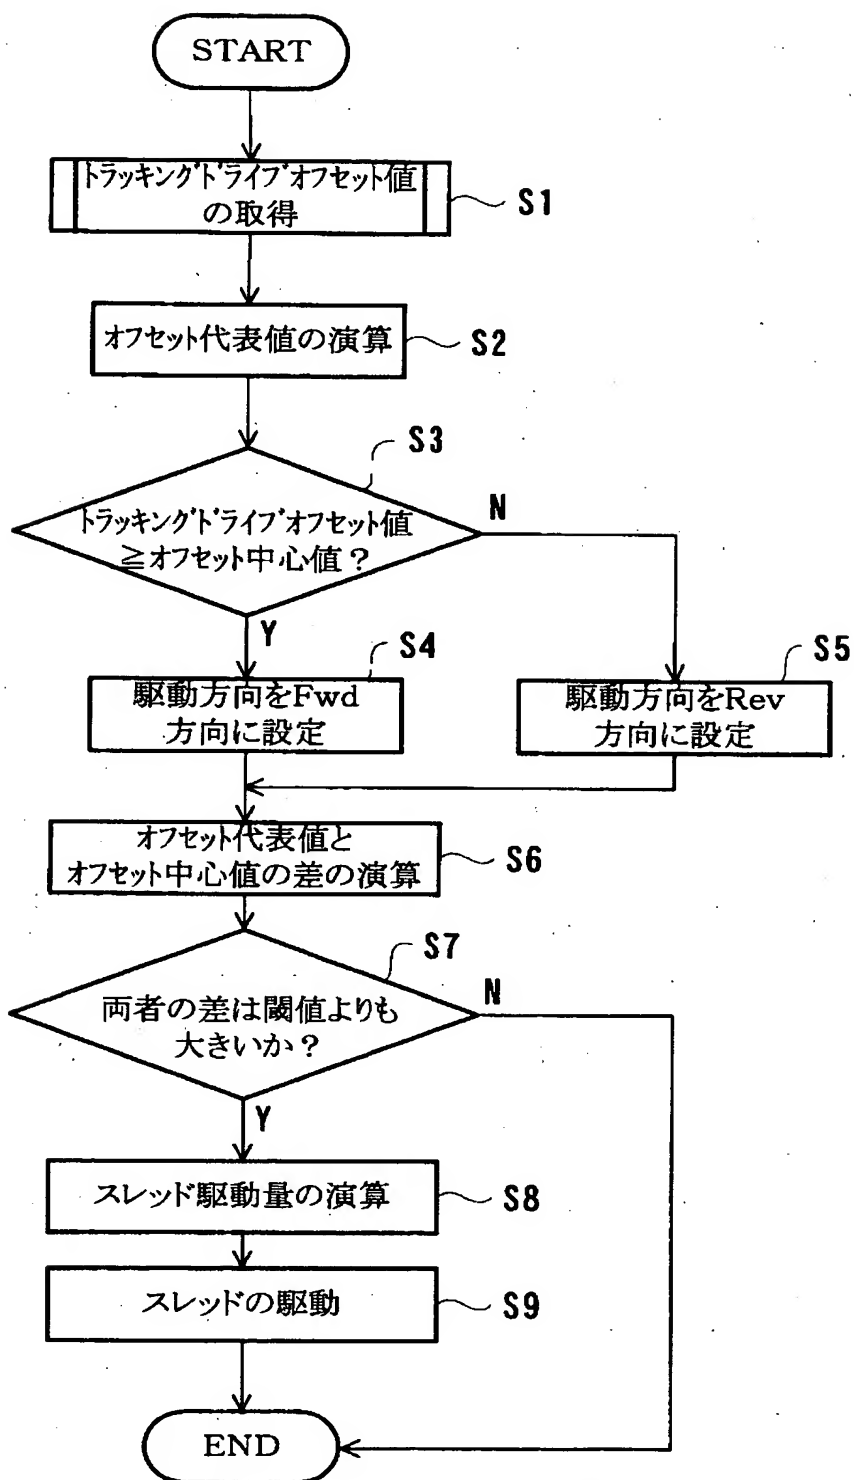 START
トラッキングドライブオフセット値
の取得
S1
オフセット代表値の演算
S2
S3
トラッキングドライブオフセット値
≧オフセット中心値?
N
Y
S4
駆動方向をFwd
方向に設定
S5
駆動方向をRev
方向に設定
オフセット代表値と
オフセット中心値の差の演算
S6
S7
両者の差は閾値よりも
大きいか?
N
Y
スレッド駆動量の演算
S8
スレッドの駆動
S9
END